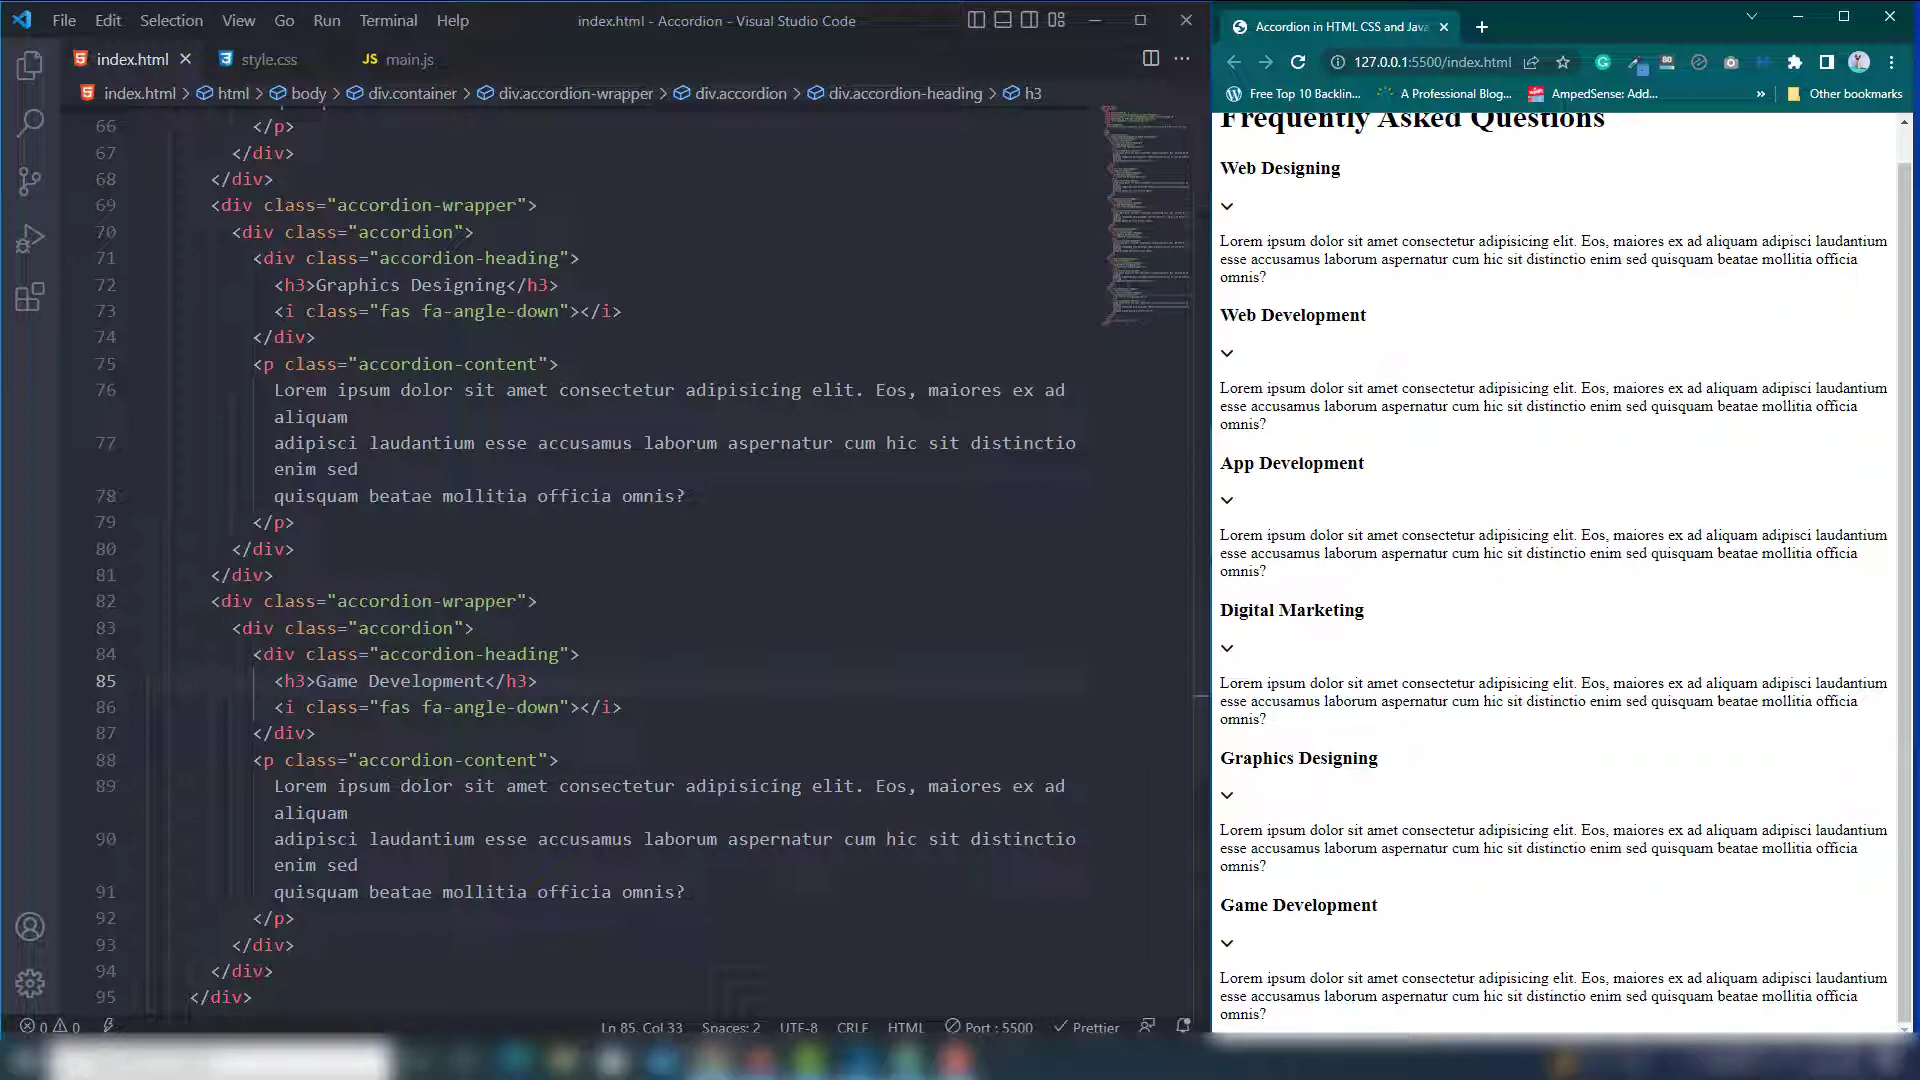 File Edit Selection View Go Run Terminal Help
index.html - Accordion - Visual Studio Code
index.html style.css JS main.js
index.html > html > body > div.container > div.accordion-wrapper > div.accordion > div.accordion-heading > h3
66 </p>
67 </div>
68 </div>
69 <div class="accordion-wrapper">
70 <div class="accordion">
71 <div class="accordion-heading">
72 <h3>Graphics Designing</h3>
73 <i class="fas fa-angle-down"></i>
74 </div>
75 <p class="accordion-content">
76 Lorem ipsum dolor sit amet consectetur adipisicing elit. Eos, maiores ex ad
aliquam
77 adipisci laudantium esse accusamus laborum aspernatur cum hic sit distinctio
enim sed
78 quisquam beatae mollitia officia omnis?
79 </p>
80 </div>
81 </div>
82 <div class="accordion-wrapper">
83 <div class="accordion">
84 <div class="accordion-heading">
85 <h3>Game Development</h3>
86 <i class="fas fa-angle-down"></i>
87 </div>
88 <p class="accordion-content">
89 Lorem ipsum dolor sit amet consectetur adipisicing elit. Eos, maiores ex ad
aliquam
90 adipisci laudantium esse accusamus laborum aspernatur cum hic sit distinctio
enim sed
91 quisquam beatae mollitia officia omnis?
92 </p>
93 </div>
94 </div>
95 </div>
0 0 Ln 85, Col 33 Spaces: 2 UTF-8 CRLF HTML Port : 5500 Prettier
Accordion in HTML CSS and Java
127.0.0.1:5500/index.html
Free Top 10 Backlin... A Professional Blog... AmpedSense: Add... » Other bookmarks
Frequently Asked Questions
Web Designing
Lorem ipsum dolor sit amet consectetur adipisicing elit. Eos, maiores ex ad aliquam adipisci laudantium
esse accusamus laborum aspernatur cum hic sit distinctio enim sed quisquam beatae mollitia officia
omnis?
Web Development
Lorem ipsum dolor sit amet consectetur adipisicing elit. Eos, maiores ex ad aliquam adipisci laudantium
esse accusamus laborum aspernatur cum hic sit distinctio enim sed quisquam beatae mollitia officia
omnis?
App Development
Lorem ipsum dolor sit amet consectetur adipisicing elit. Eos, maiores ex ad aliquam adipisci laudantium
esse accusamus laborum aspernatur cum hic sit distinctio enim sed quisquam beatae mollitia officia
omnis?
Digital Marketing
Lorem ipsum dolor sit amet consectetur adipisicing elit. Eos, maiores ex ad aliquam adipisci laudantium
esse accusamus laborum aspernatur cum hic sit distinctio enim sed quisquam beatae mollitia officia
omnis?
Graphics Designing
Lorem ipsum dolor sit amet consectetur adipisicing elit. Eos, maiores ex ad aliquam adipisci laudantium
esse accusamus laborum aspernatur cum hic sit distinctio enim sed quisquam beatae mollitia officia
omnis?
Game Development
Lorem ipsum dolor sit amet consectetur adipisicing elit. Eos, maiores ex ad aliquam adipisci laudantium
esse accusamus laborum aspernatur cum hic sit distinctio enim sed quisquam beatae mollitia officia
omnis?